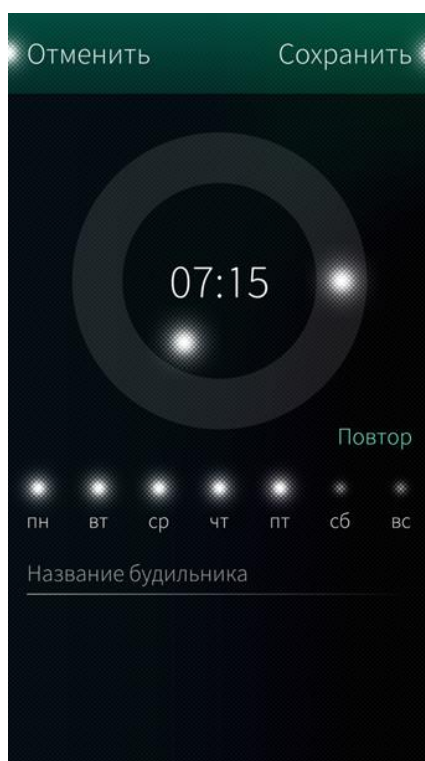 Отменить Сохранить
07:15
Повтор
пн вт ср чт пт сб вс
Название будильника